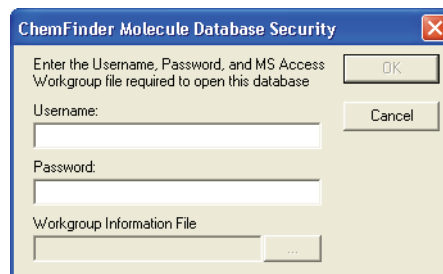 ChemFinder Molecule Database Security
Enter the Username, Password, and MS Access
Workgroup file required to open this database
OK
Cancel
Username:
Password:
Workgroup Information File
...